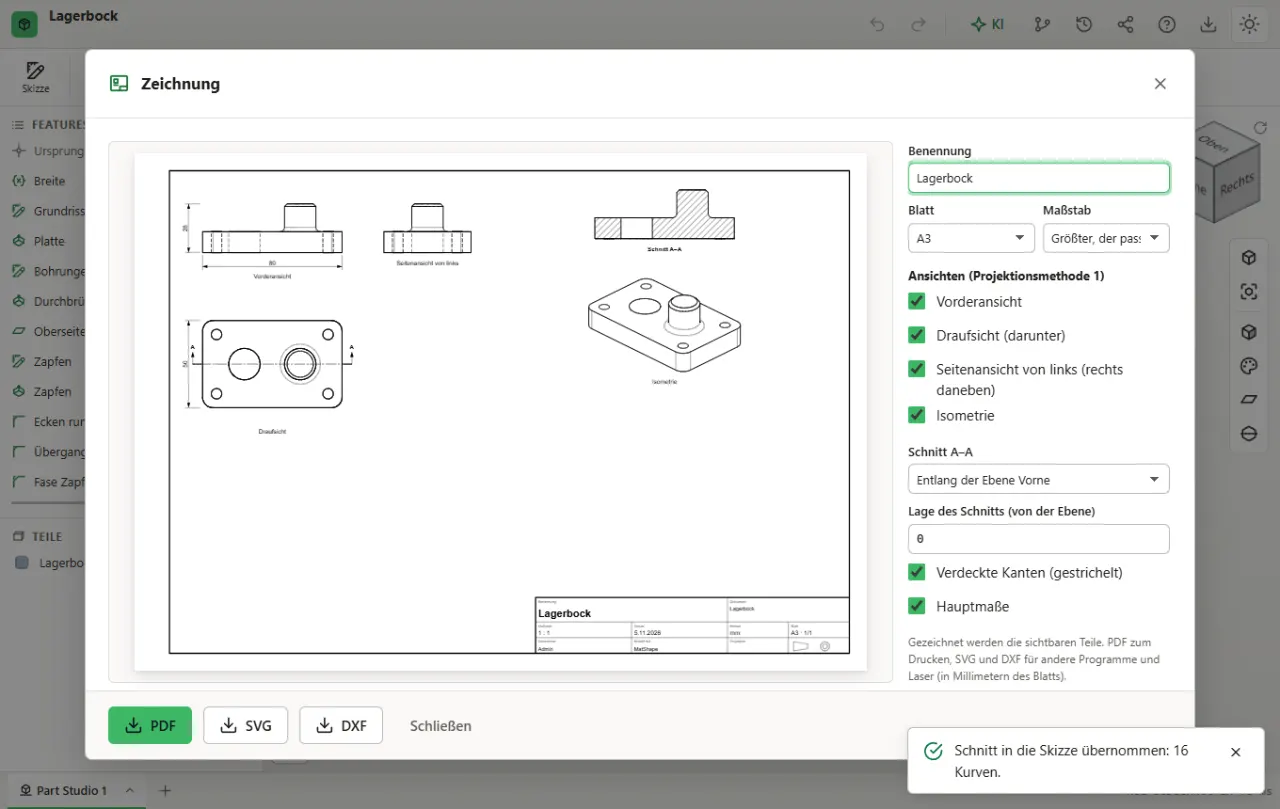 Lagerbock
KI
Skizze
FEATURES
Ursprung
Breite
Grundriss
Platte
Bohrunge
Durchbrü
Oberseite
Zapfen
Zapfen
Ecken run
Übergang
Fase Zapf
TEILE
Lagerbo
Part Studio 1
Oben
Rechts
Zeichnung
80
Vorderansicht
Seitenansicht von links
Schnitt A–A
50
A
A
Draufsicht
Isometrie
Lagerbock
Lagerbock
1 : 1
5.11.2026
mm
A3 · 1/1
Admin
MatShape
Benennung
Lagerbock
Blatt
Maßstab
A3
Größter, der pass
Ansichten (Projektionsmethode 1)
Vorderansicht
Draufsicht (darunter)
Seitenansicht von links (rechts
daneben)
Isometrie
Schnitt A–A
Entlang der Ebene Vorne
Lage des Schnitts (von der Ebene)
0
Verdeckte Kanten (gestrichelt)
Hauptmaße
Gezeichnet werden die sichtbaren Teile. PDF zum
Drucken, SVG und DXF für andere Programme und
Laser (in Millimetern des Blatts).
PDF
SVG
DXF
Schließen
Schnitt in die Skizze übernommen: 16
Kurven.